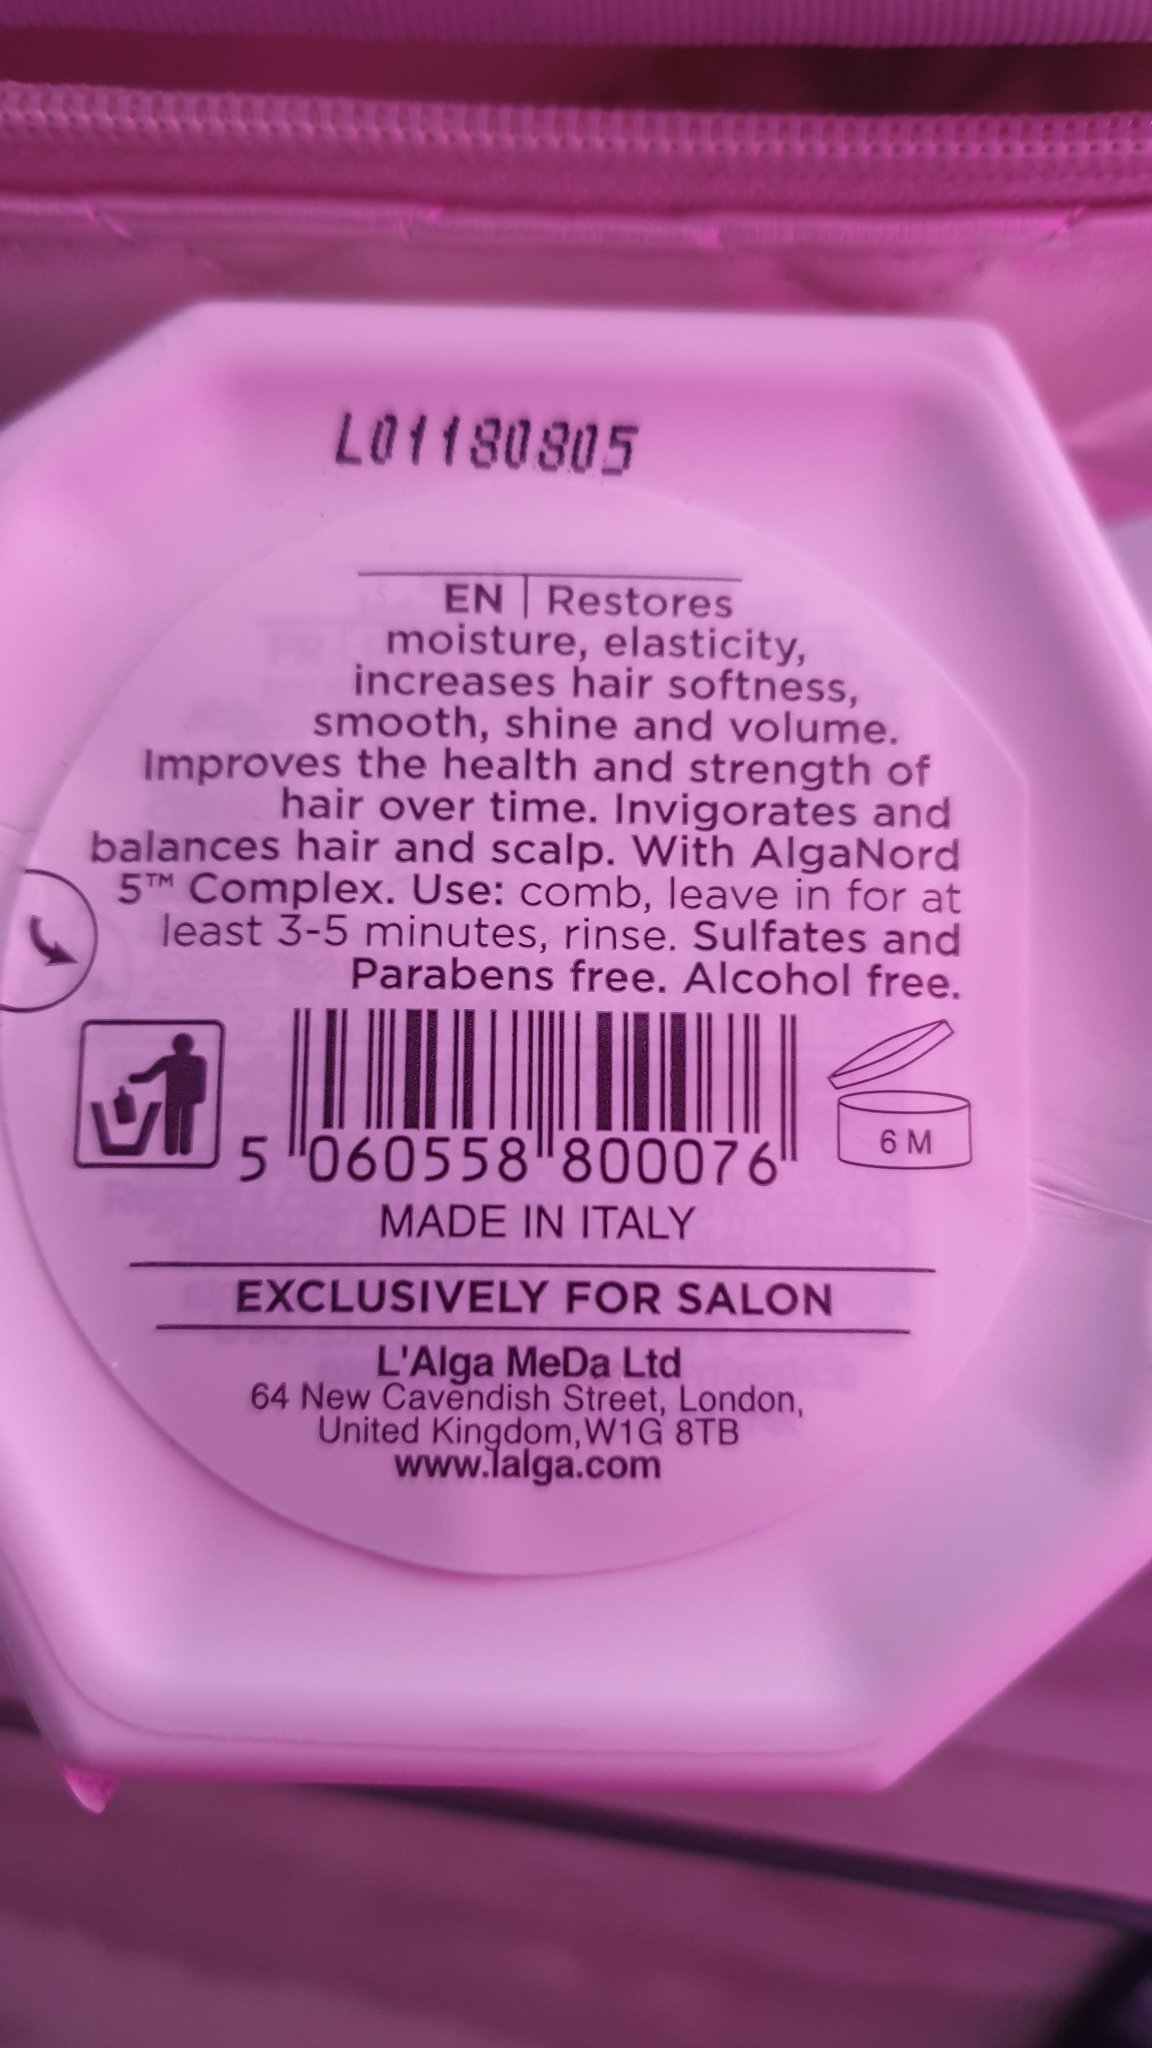 L01180805
EN | Restores
moisture, elasticity,
increases hair softness,
smooth, shine and volume.
Improves the health and strength of
hair over time. Invigorates and
balances hair and scalp. With AlgaNord
5™ Complex. Use: comb, leave in for at
least 3-5 minutes, rinse. Sulfates and
Parabens free. Alcohol free.
6 M
5 060558 800076
MADE IN ITALY
EXCLUSIVELY FOR SALON
L'Alga MeDa Ltd
64 New Cavendish Street, London,
United Kingdom,W1G 8TB
www.lalga.com